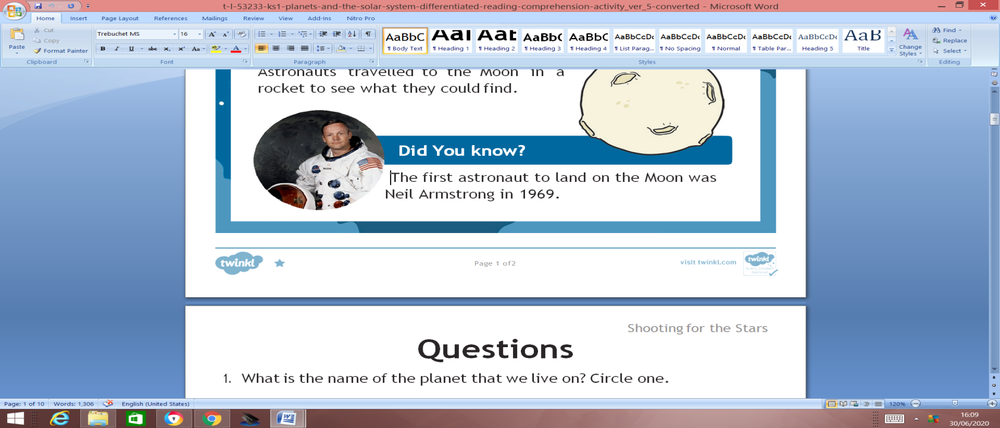 t-l-53233-ks1-planets-and-the-solar-system-differentiated-reading-comprehension-activity_ver_5-converted - Microsoft Word
Home Insert Page Layout References Mailings Review View Add-Ins Nitro Pro
Cut
Copy
Format Painter
Paste
Clipboard
Trebuchet MS 16
B I U abc x₂ x² Aa
Font
Paragraph
AaBbC AaI AaB AaBb( AaBbC AaBbCcDc AaBbCcDc AaBbCcDc AaBbCcDc AaBbCcDc AaB
¶ Body Text ¶ Heading 1 ¶ Heading 2 ¶ Heading 3 ¶ Heading 4 ¶ List Parag... ¶ No Spacing ¶ Normal ¶ Table Par... Heading 5 Title
Change
Styles
Styles
Find
Replace
Select
Editing
Astronauts travelled to the Moon in a
rocket to see what they could find.
Did You know?
The first astronaut to land on the Moon was
Neil Armstrong in 1969.
twinkl Page 1 of2 visit twinkl.com twinkl
Shooting for the Stars
Questions
1. What is the name of the planet that we live on? Circle one.
Page: 1 of 10 Words: 1,306 English (United States) 120%
16:09
30/06/2020